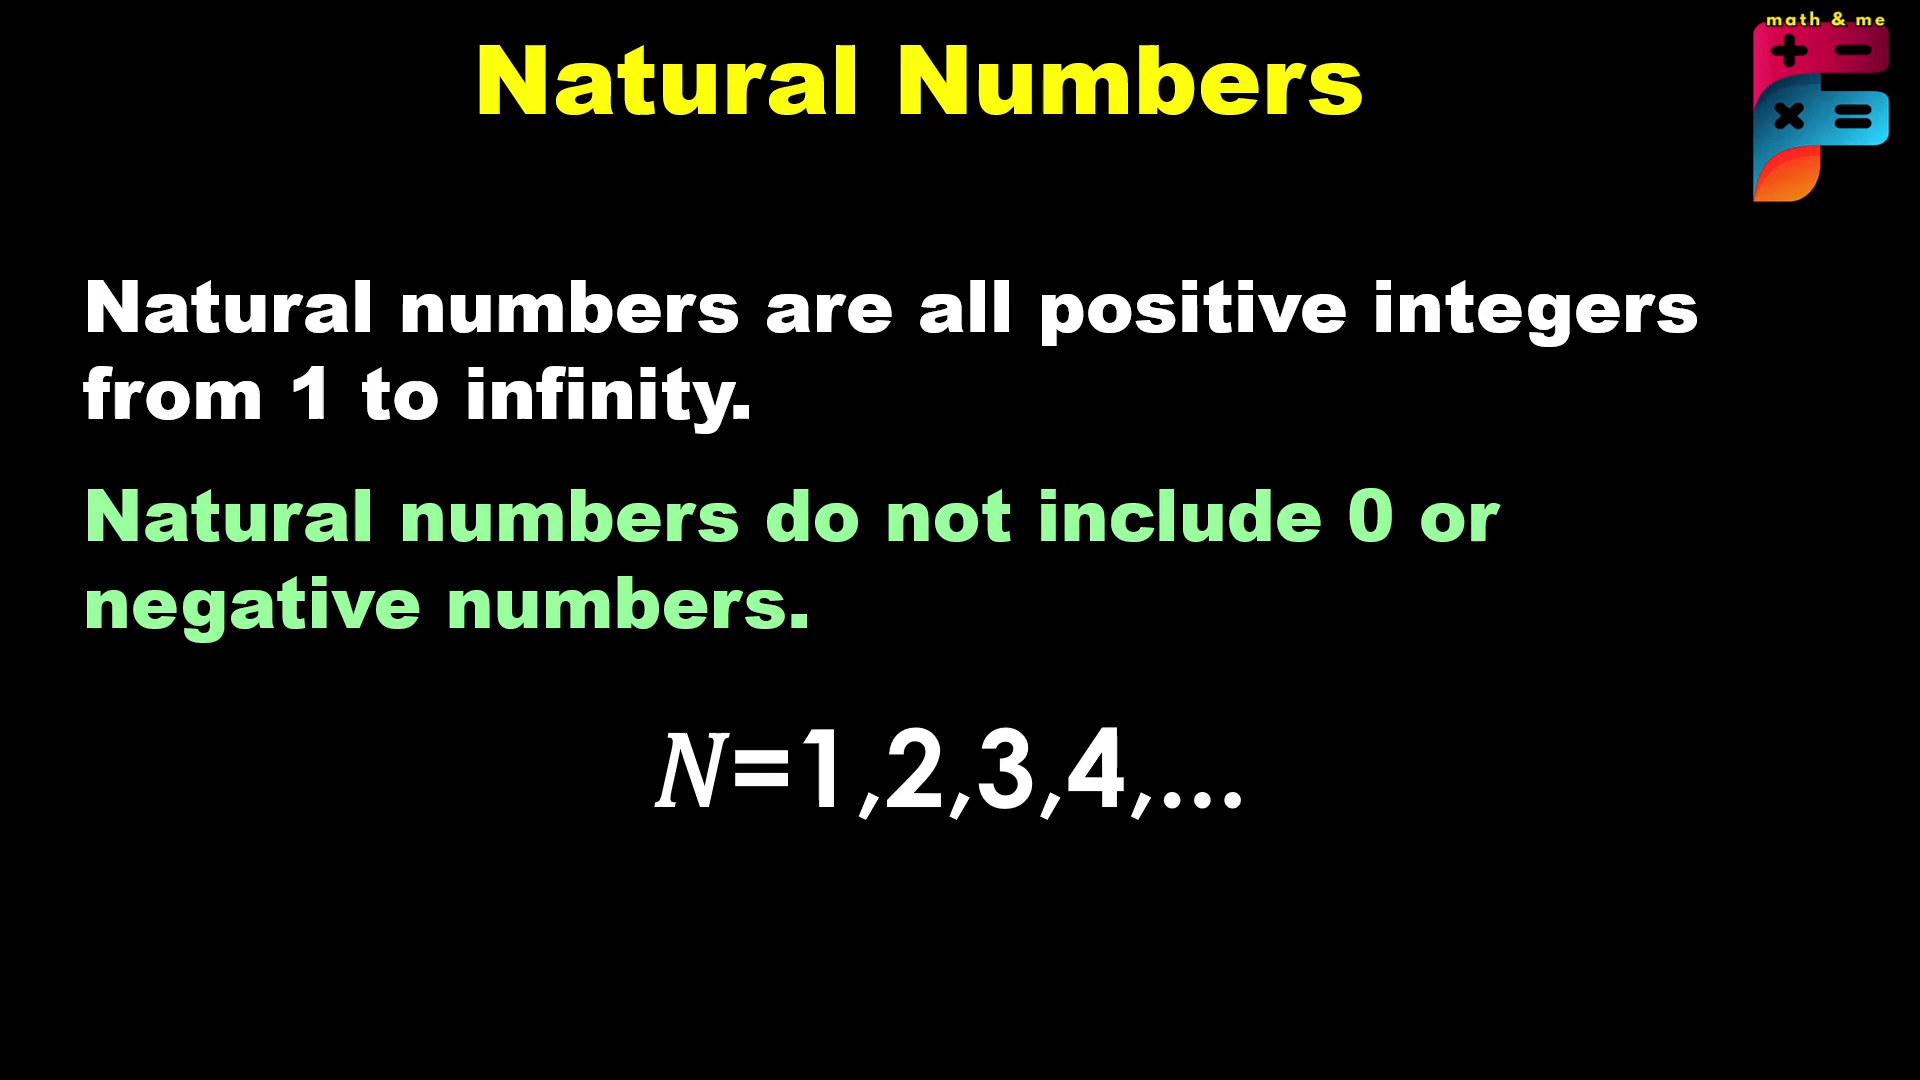 math & me
Natural Numbers
Natural numbers are all positive integers
from 1 to infinity.
Natural numbers do not include 0 or
negative numbers.
N=1,2,3,4,...